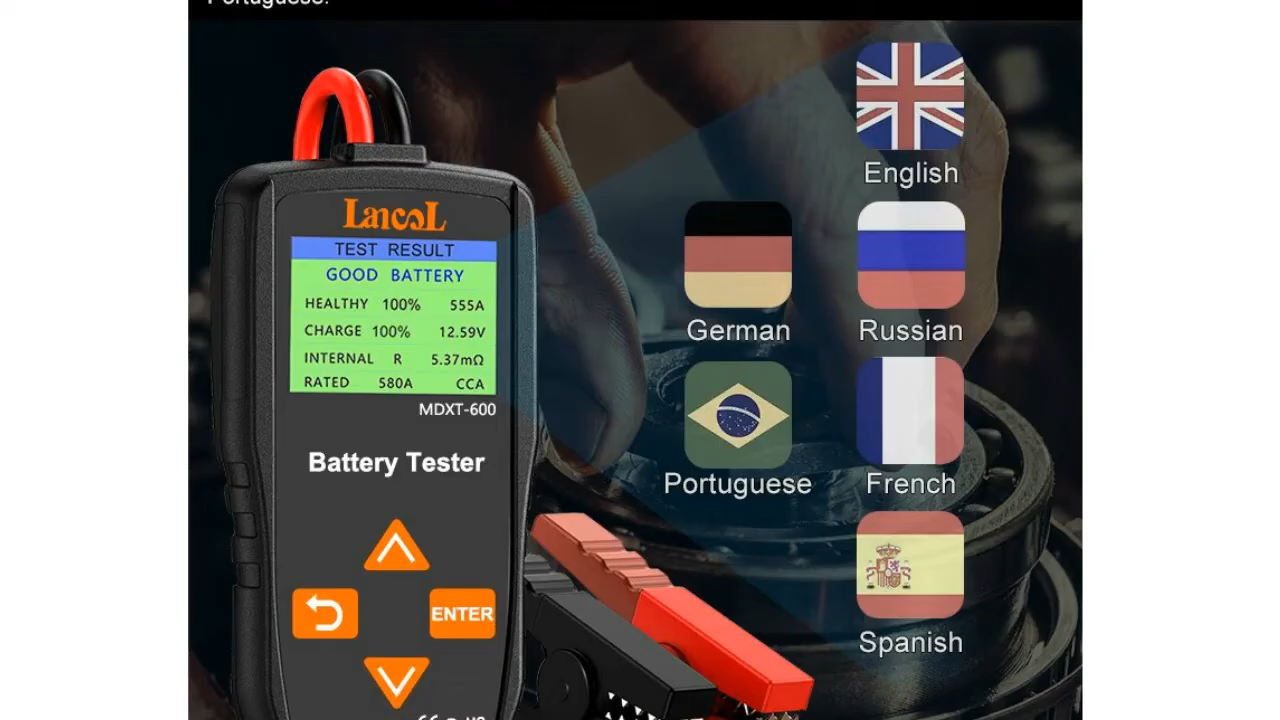 Portuguese.
LancoL
TEST RESULT
GOOD BATTERY
HEALTHY 100% 555A
CHARGE 100% 12.59V
INTERNAL R 5.37mΩ
RATED 580A CCA
MDXT-600
Battery Tester
ENTER
English
German
Russian
Portuguese
French
Spanish